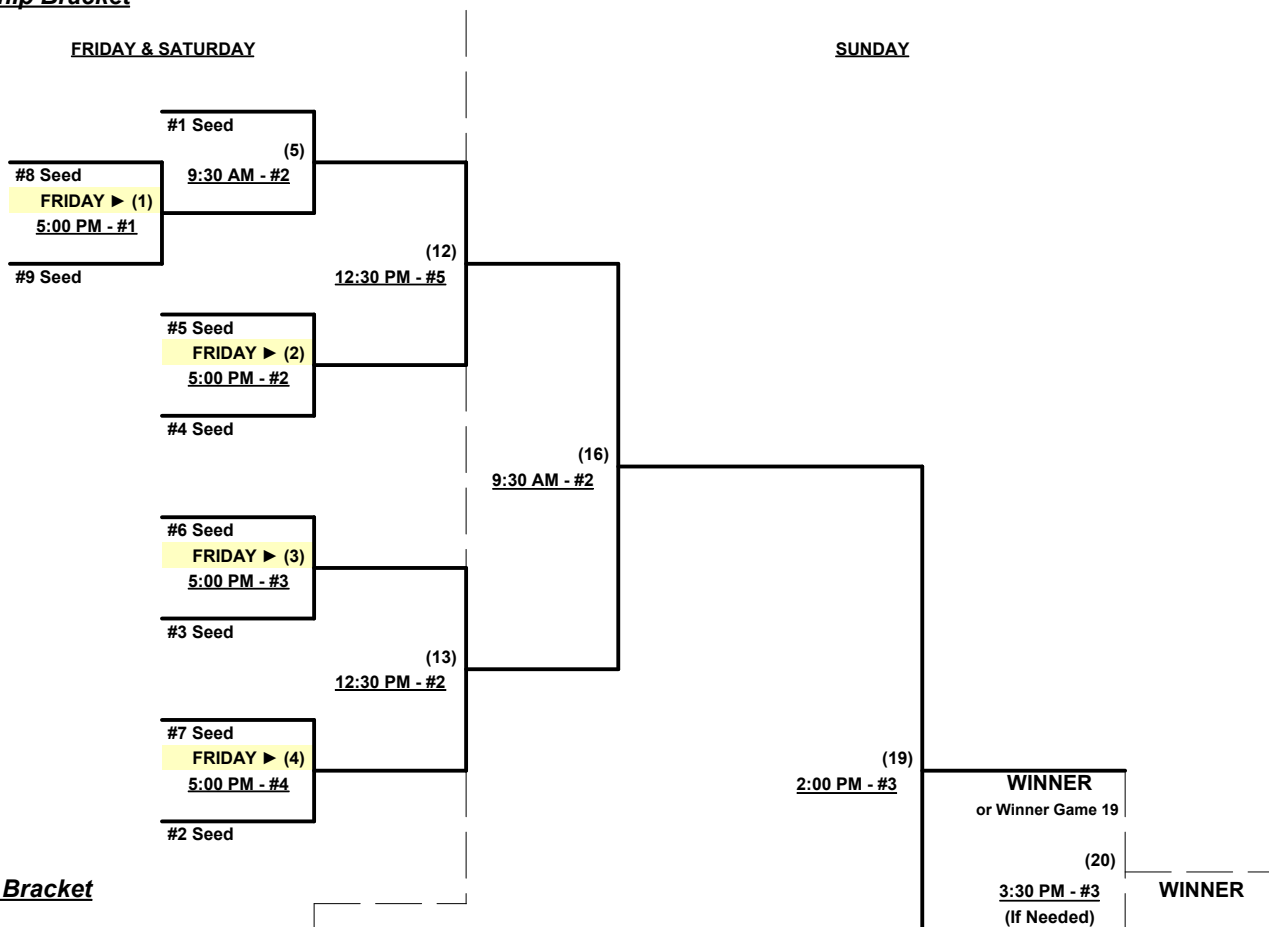 Bracket
FRIDAY & SATURDAY
SUNDAY
#1 Seed
(5)
9:30 AM - #2
#8 Seed
FRIDAY ► (1)
5:00 PM - #1
#9 Seed
(12)
12:30 PM - #5
#5 Seed
FRIDAY ► (2)
5:00 PM - #2
#4 Seed
(16)
9:30 AM - #2
#6 Seed
FRIDAY ► (3)
5:00 PM - #3
#3 Seed
(13)
12:30 PM - #2
#7 Seed
FRIDAY ► (4)
5:00 PM - #4
#2 Seed
(19)
2:00 PM - #3
WINNER
or Winner Game 19
(20)
3:30 PM - #3
(If Needed)
WINNER
Bracket